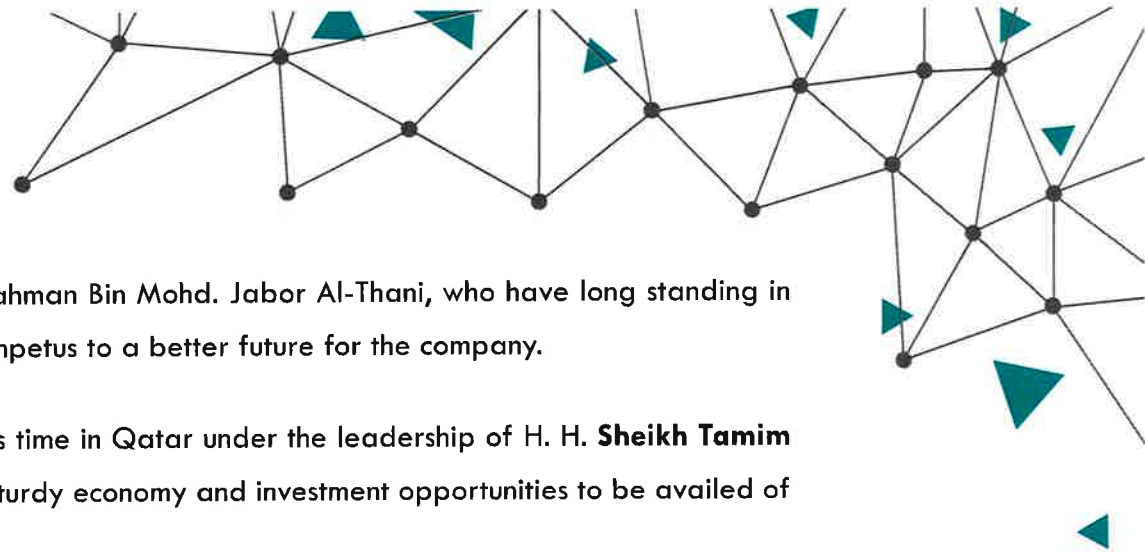 ahman Bin Mohd. Jabor Al-Thani, who have long standing in
npetus to a better future for the company.
s time in Qatar under the leadership of H. H. Sheikh Tamim
turdy economy and investment opportunities to be availed of